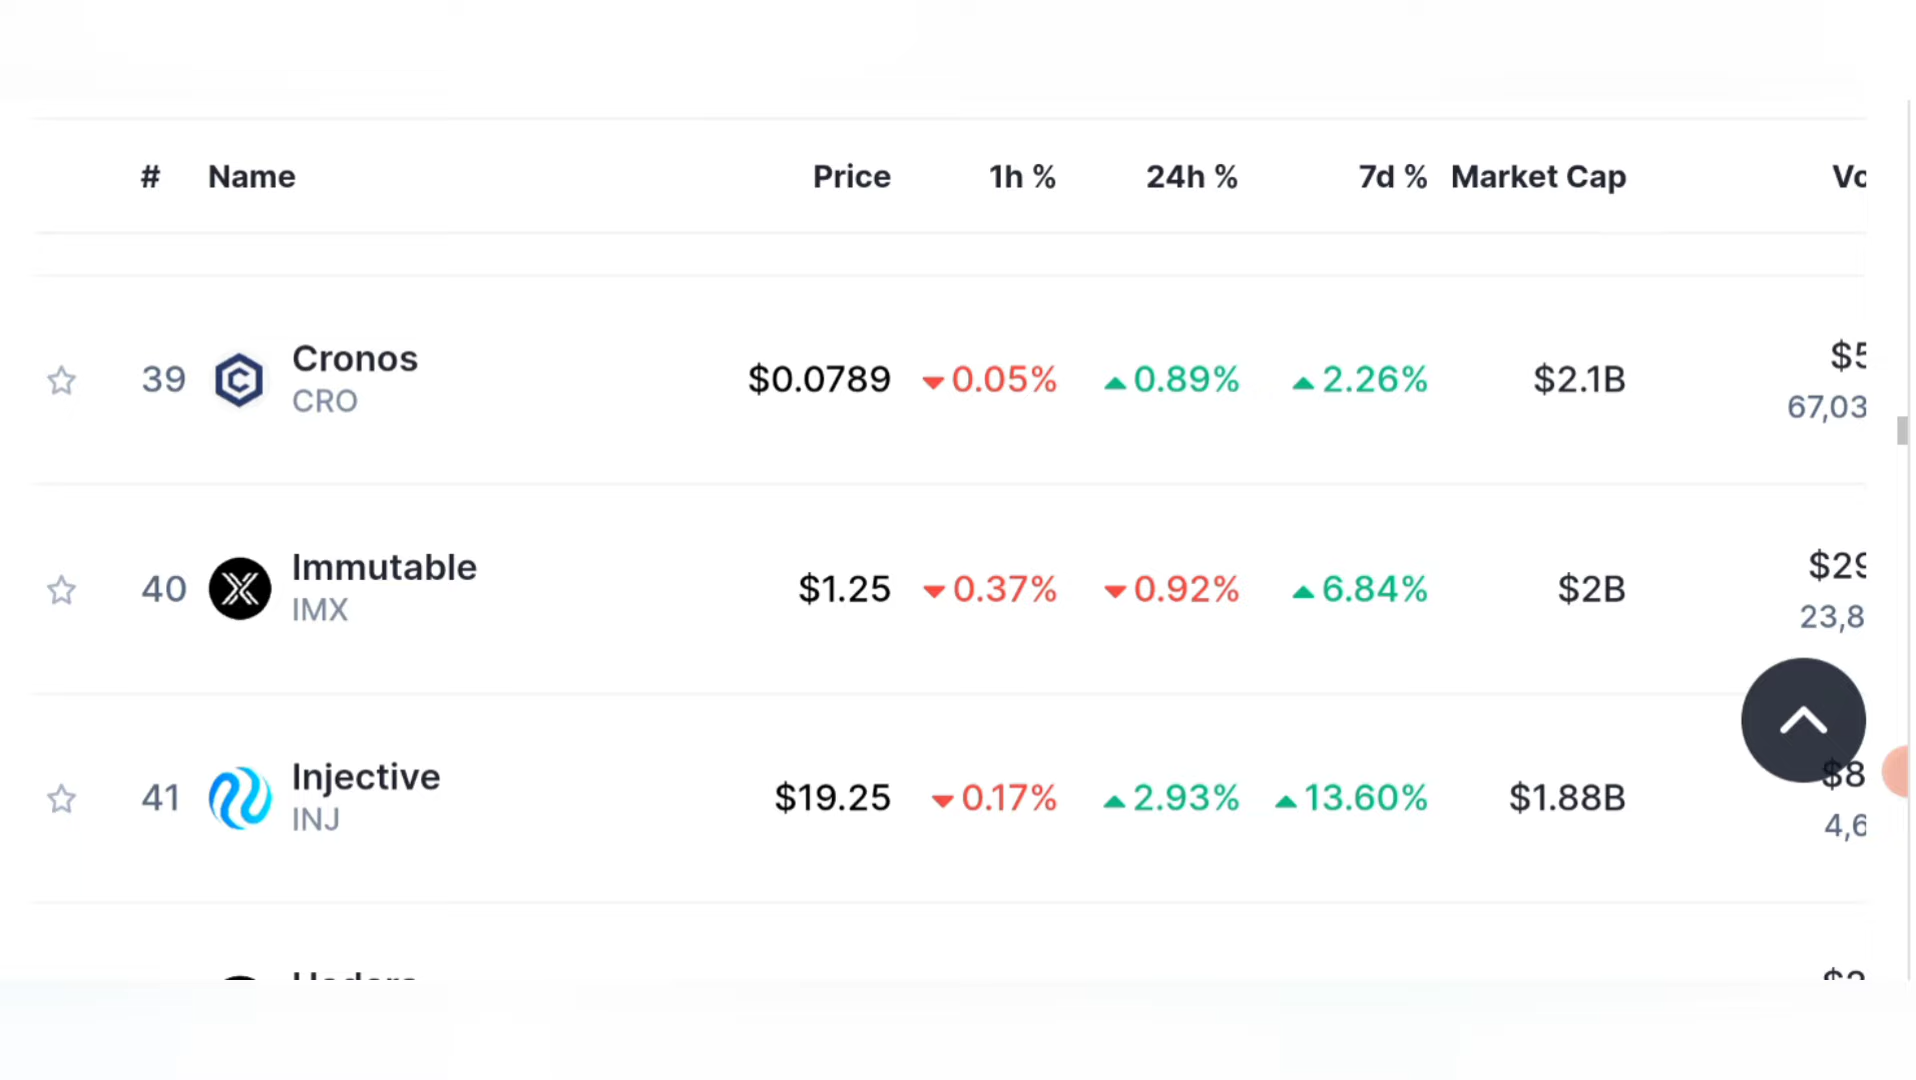 # Name Price 1h % 24h % 7d % Market Cap
39 Cronos CRO $0.0789 0.05% 0.89% 2.26% $2.1B
40 Immutable IMX $1.25 0.37% 0.92% 6.84% $2B
41 Injective INJ $19.25 0.17% 2.93% 13.60% $1.88B